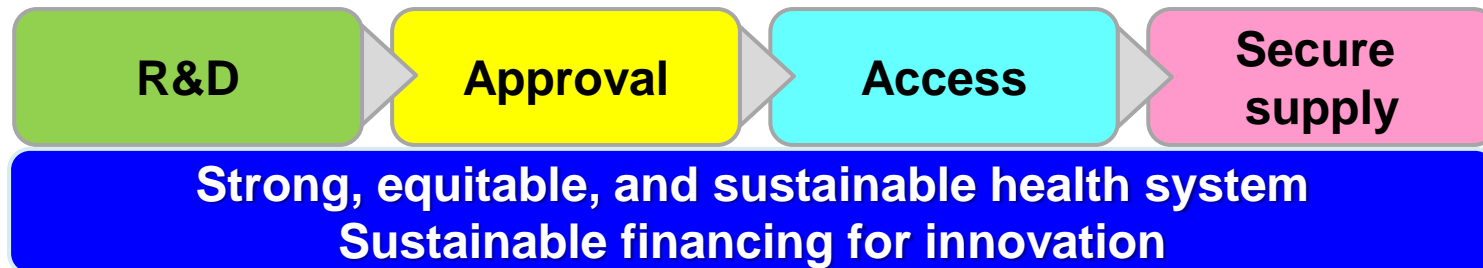 R&D
Approval
Access
Secure
supply
Strong, equitable, and sustainable health system
Sustainable financing for innovation